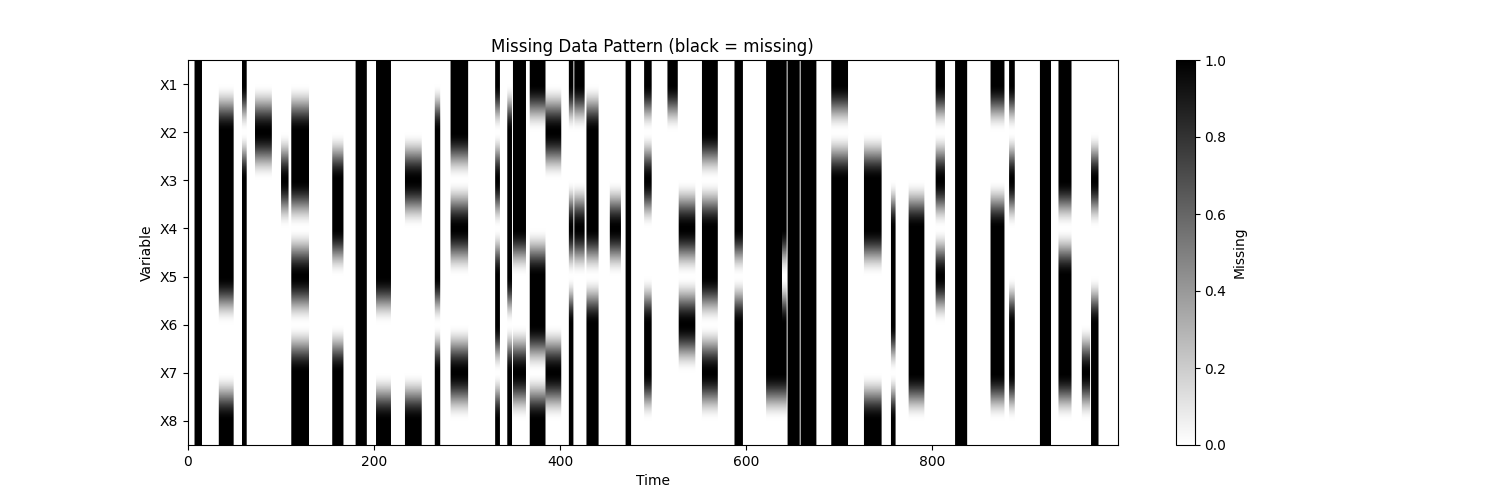 Missing Data Pattern (black = missing)
X1
X2
X3
X4
X5
X6
X7
X8
Variable
0 200 400 600 800
Time
1.0
0.8
0.6
0.4
0.2
0.0
Missing